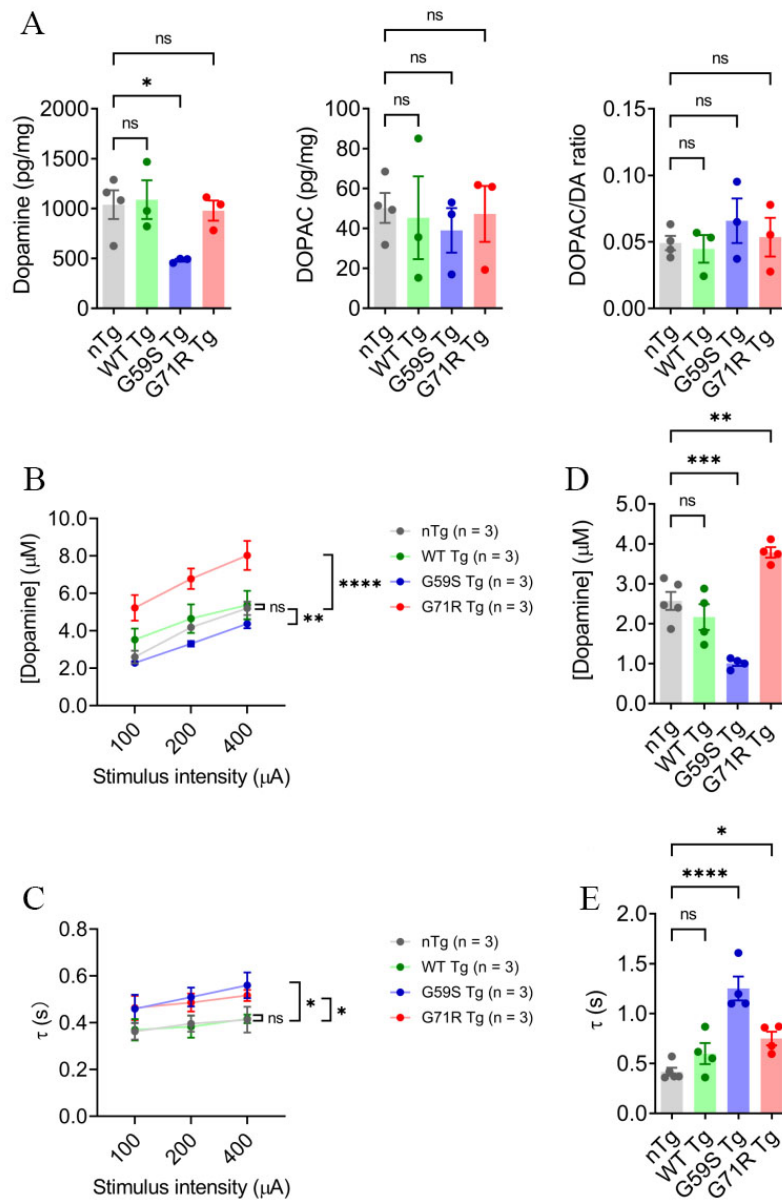 A
ns
*
ns
Dopamine (pg/mg)
2000
1500
1000
500
0
nTg
WT Tg
G59S Tg
G71R Tg
ns
ns
ns
DOPAC (pg/mg)
100
80
60
40
20
0
nTg
WT Tg
G59S Tg
G71R Tg
ns
ns
ns
DOPAC/DA ratio
0.15
0.10
0.05
0.00
nTg
WT Tg
G59S Tg
G71R Tg
B
[Dopamine] (μM)
10.0
8.0
6.0
4.0
2.0
0.0
100
200
400
Stimulus intensity (μA)
nTg (n = 3)
WT Tg (n = 3)
G59S Tg (n = 3)
G71R Tg (n = 3)
ns
**
****
D
**
***
ns
[Dopamine] (μM)
5.0
4.0
3.0
2.0
1.0
0.0
nTg
WT Tg
G59S Tg
G71R Tg
C
τ (s)
0.8
0.6
0.4
0.2
0.0
100
200
400
Stimulus intensity (μA)
nTg (n = 3)
WT Tg (n = 3)
G59S Tg (n = 3)
G71R Tg (n = 3)
ns
*
*
E
*
****
ns
τ (s)
2.0
1.5
1.0
0.5
0.0
nTg
WT Tg
G59S Tg
G71R Tg